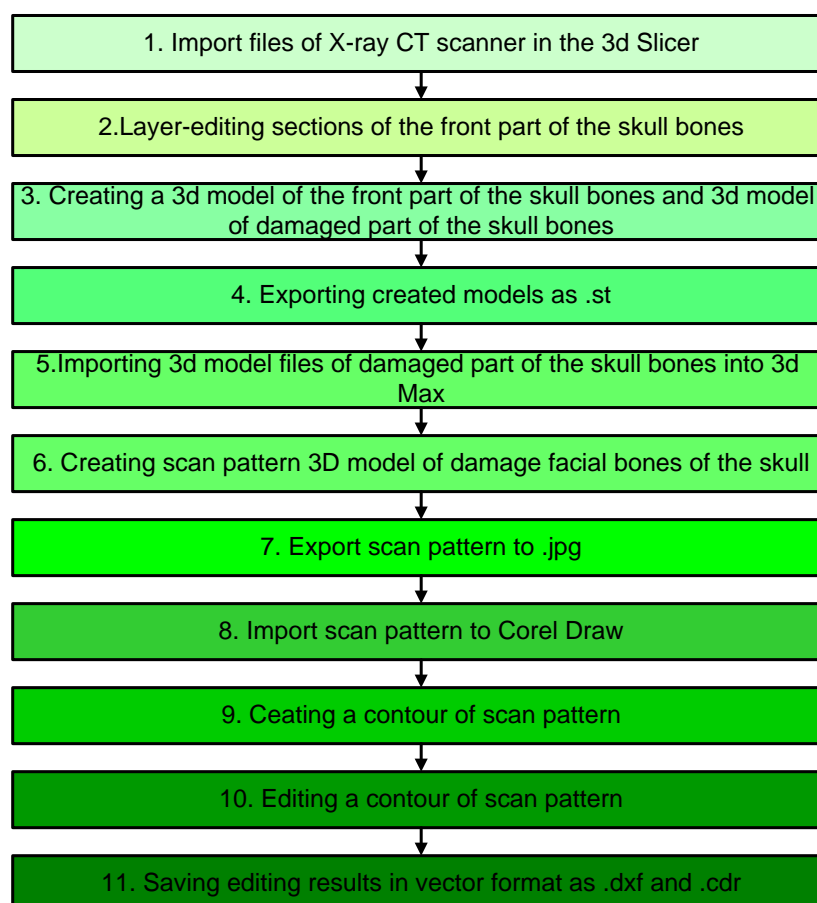 1. Import files of X-ray CT scanner in the 3d Slicer
2.Layer-editing sections of the front part of the skull bones
3. Creating a 3d model of the front part of the skull bones and 3d model
of damaged part of the skull bones
4. Exporting created models as .st
5.Importing 3d model files of damaged part of the skull bones into 3d
Max
6. Creating scan pattern 3D model of damage facial bones of the skull
7. Export scan pattern to .jpg
8. Import scan pattern to Corel Draw
9. Ceating a contour of scan pattern
10. Editing a contour of scan pattern
11. Saving editing results in vector format as .dxf and .cdr